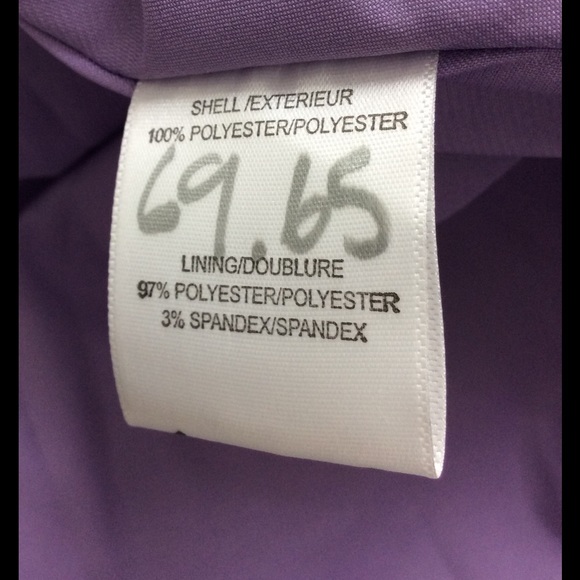 SHELL /EXTERIEUR
100% POLYESTER/POLYESTER
69.65
LINING/DOUBLURE
97% POLYESTER/POLYESTER
3% SPANDEX/SPANDEX